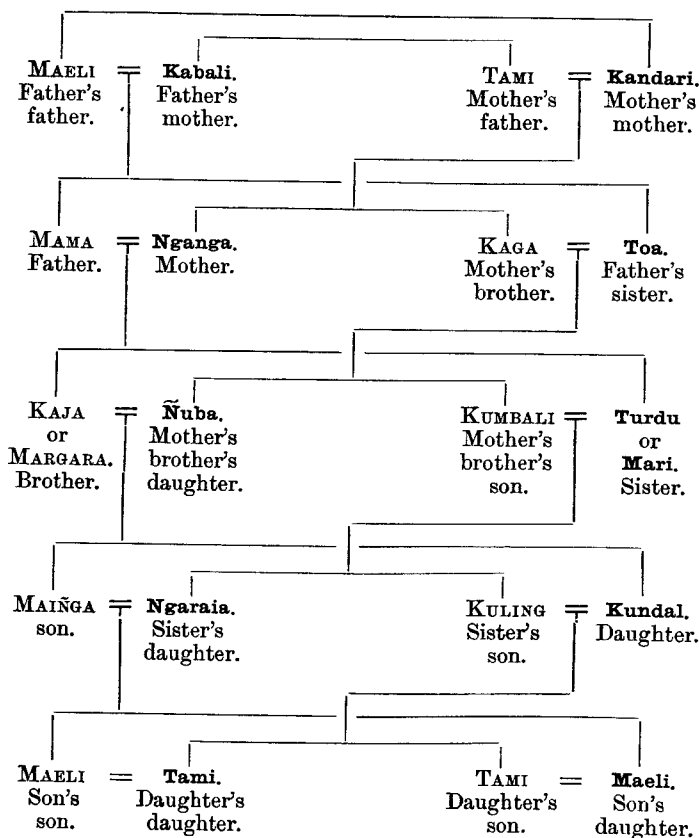 MAELI = Kabali. TAMI = Kandari.
Father's Father's Mother's Mother's
father. mother. father. mother.
MAMA = Nganga. KAGA = Toa.
Father. Mother. Mother's Father's
brother. sister.
KAJA = Ñuba. KUMBALI = Turdu
or Mother's Mother's or
MARGARA. brother's brother's Mari.
Brother. daughter. son. Sister.
MAIÑGA = Ngaraia. KULING = Kundal.
son. Sister's Sister's Daughter.
daughter. son.
MAELI = Tami. TAMI = Maeli.
Son's Daughter's Daughter's Son's
son. daughter. son. daughter.